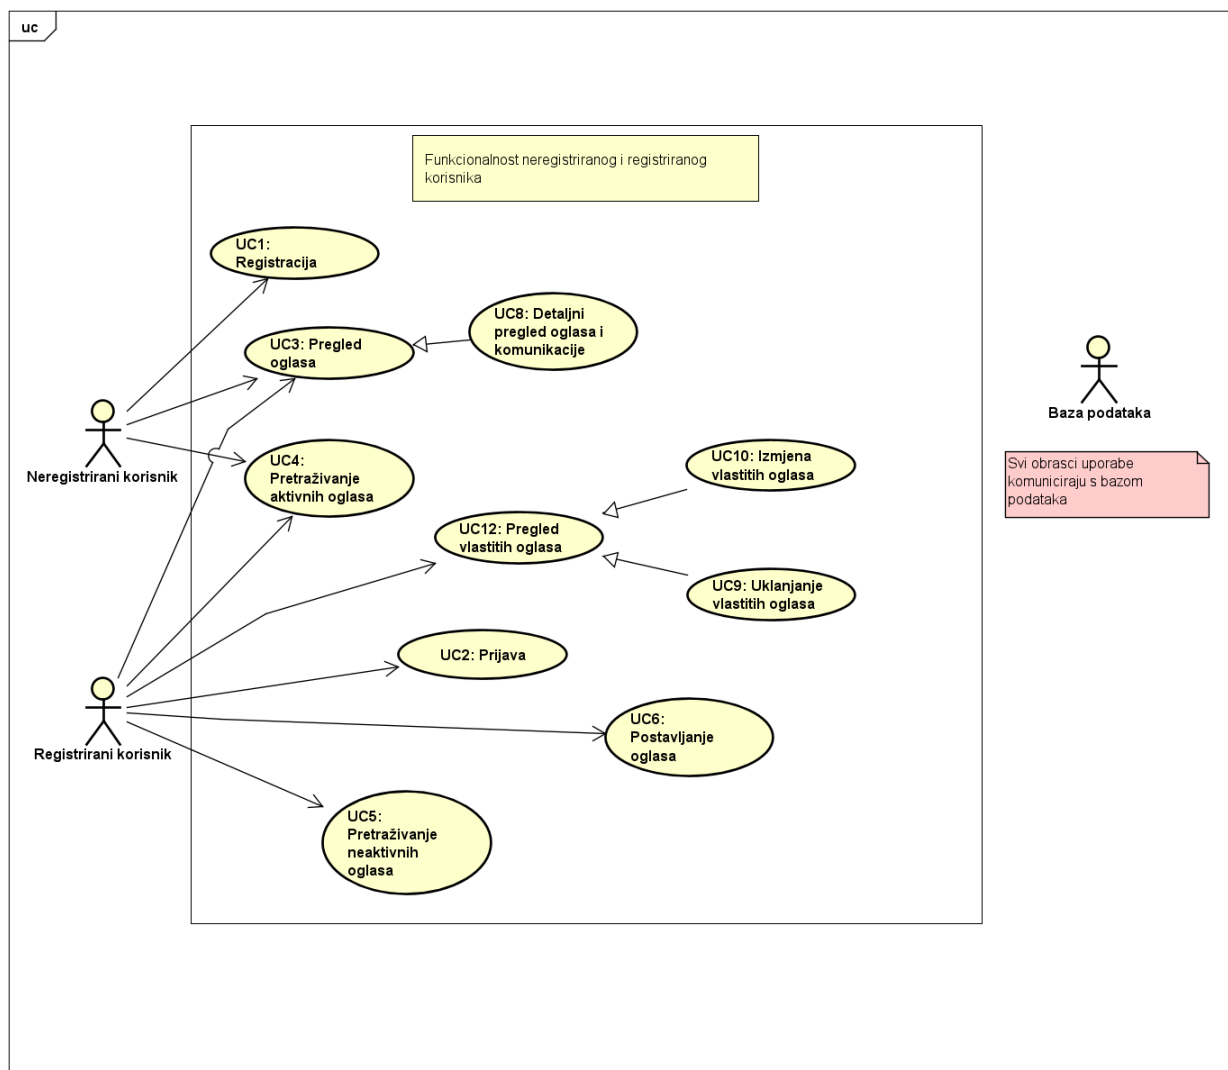 uc
Funkcionalnost neregistriranog i registriranog
korisnika
UC1:
Registracija
UC8: Detaljni
pregled oglasa i
komunikacije
UC3: Pregled
oglasa
Baza podataka
Neregistrirani korisnik
UC4:
Pretraživanje
aktivnih oglasa
UC10: Izmjena
vlastitih oglasa
Svi obrasci uporabe
komuniciraju s bazom
podataka
UC12: Pregled
vlastitih oglasa
UC9: Uklanjanje
vlastitih oglasa
UC2: Prijava
Registrirani korisnik
UC6:
Postavljanje
oglasa
UC5:
Pretraživanje
neaktivnih
oglasa